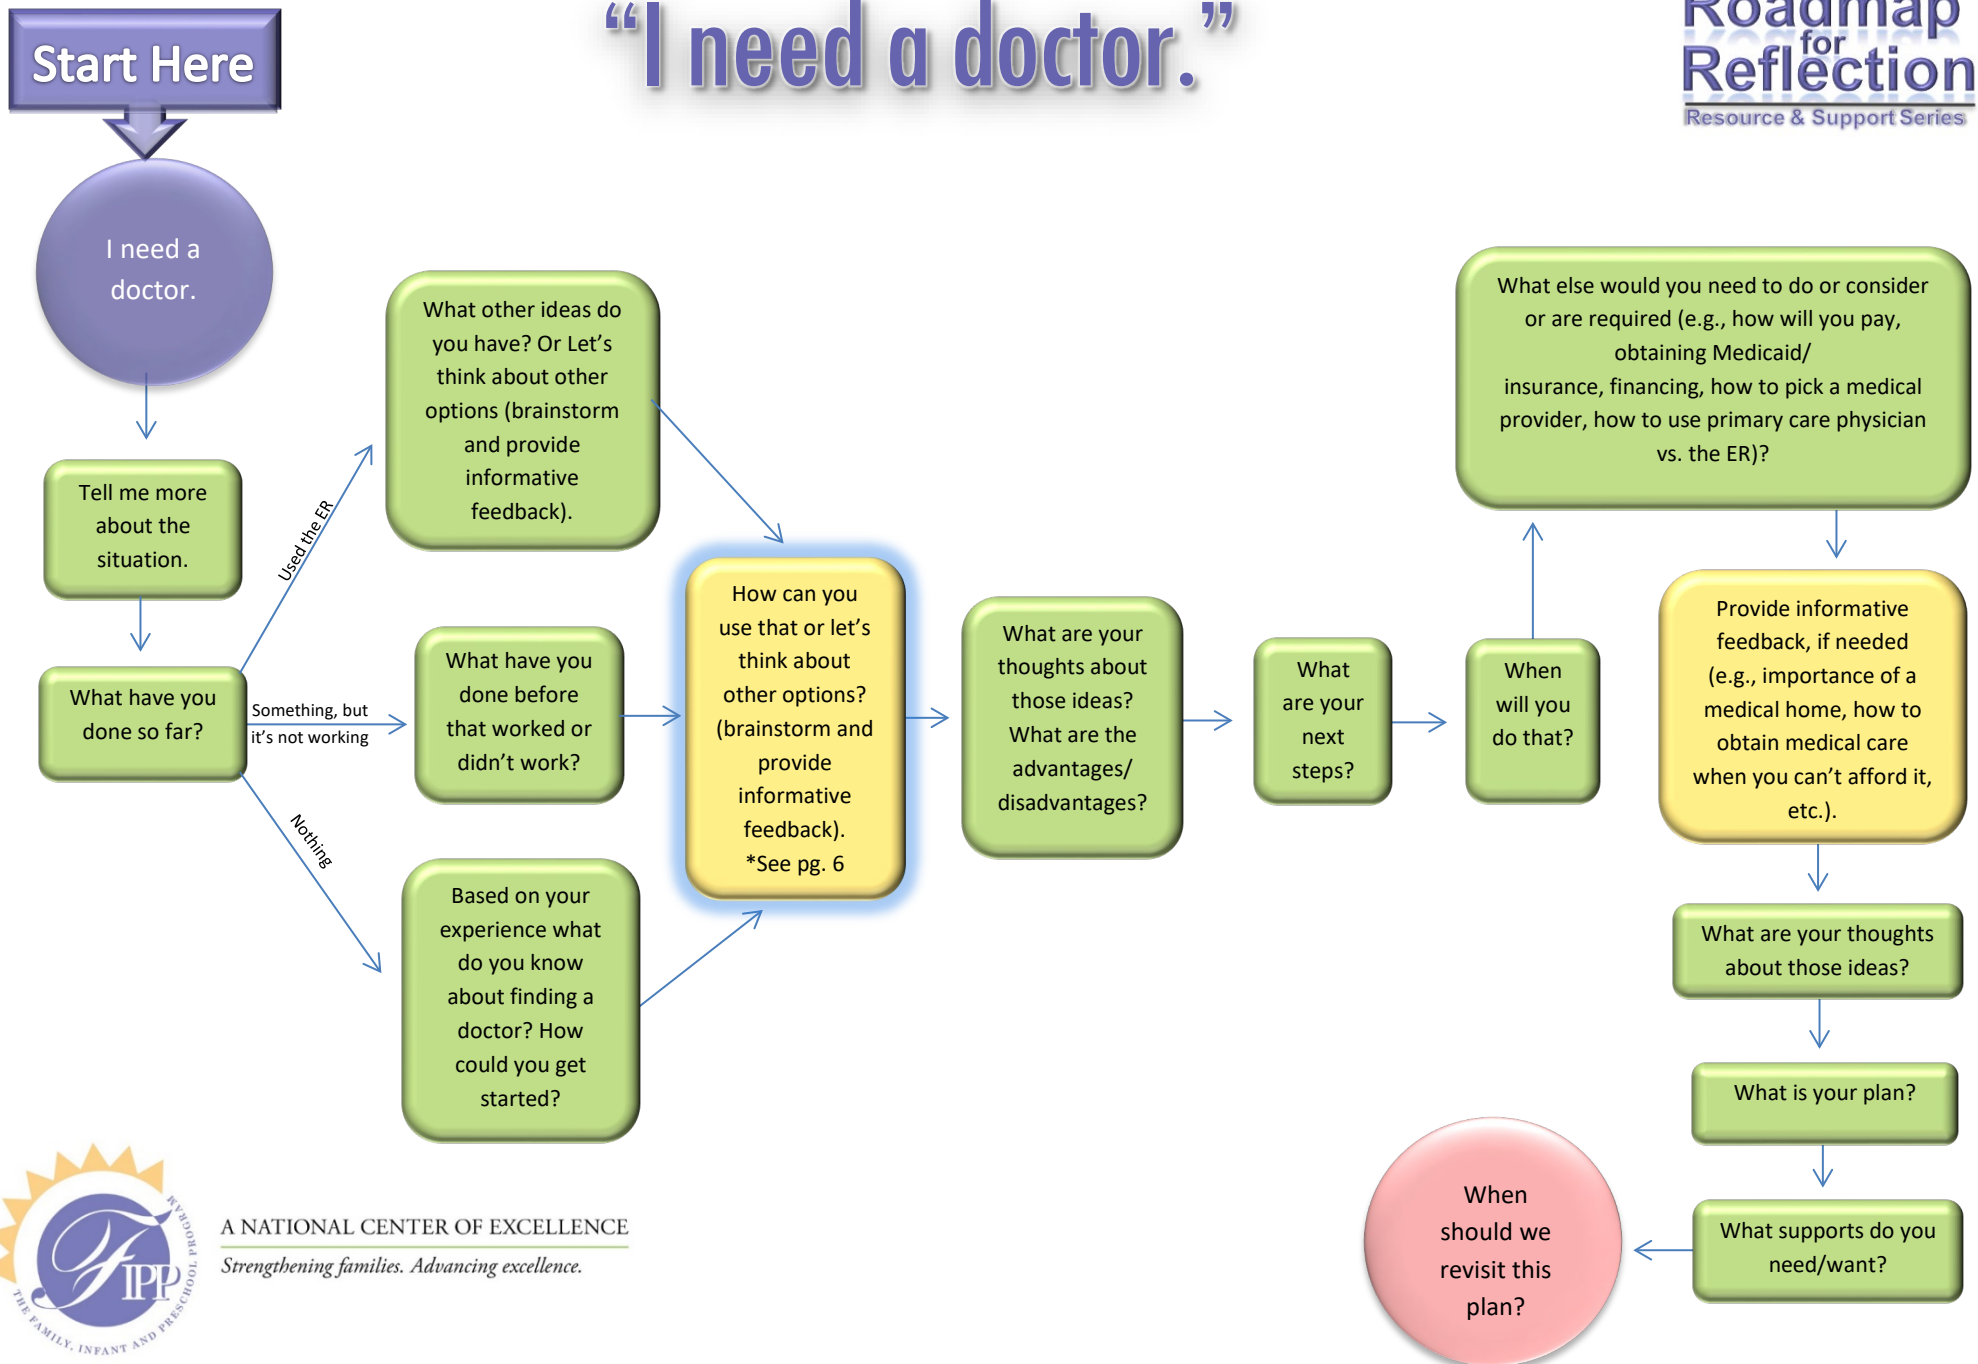 Start Here
“I need a doctor.”
Roadmap
for
Reflection
Resource & Support Series
I need a
doctor.
Tell me more
about the
situation.
What have you
done so far?
Used the ER
Something, but
it’s not working
Nothing
What other ideas do
you have? Or Let’s
think about other
options (brainstorm
and provide
informative
feedback).
What have you
done before
that worked or
didn’t work?
Based on your
experience what
do you know
about finding a
doctor? How
could you get
started?
How can you
use that or let’s
think about
other options?
(brainstorm and
provide
informative
feedback).
*See pg. 6
What are your
thoughts about
those ideas?
What are the
advantages/
disadvantages?
What
are your
next
steps?
When
will you
do that?
What else would you need to do or consider
or are required (e.g., how will you pay,
obtaining Medicaid/
insurance, financing, how to pick a medical
provider, how to use primary care physician
vs. the ER)?
Provide informative
feedback, if needed
(e.g., importance of a
medical home, how to
obtain medical care
when you can’t afford it,
etc.).
What are your thoughts
about those ideas?
What is your plan?
What supports do you
need/want?
When
should we
revisit this
plan?
FIPP
THE FAMILY, INFANT AND PRESCHOOL PROGRAM
A NATIONAL CENTER OF EXCELLENCE
Strengthening families. Advancing excellence.